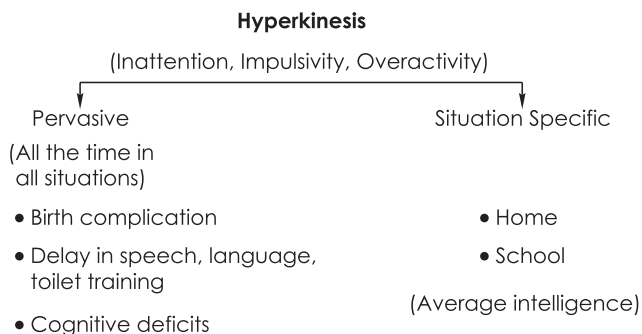 Hyperkinesis
(Inattention, Impulsivity, Overactivity)
Pervasive
(All the time in
all situations)
• Birth complication
• Delay in speech, language,
toilet training
• Cognitive deficits
Situation Specific
• Home
• School
(Average intelligence)